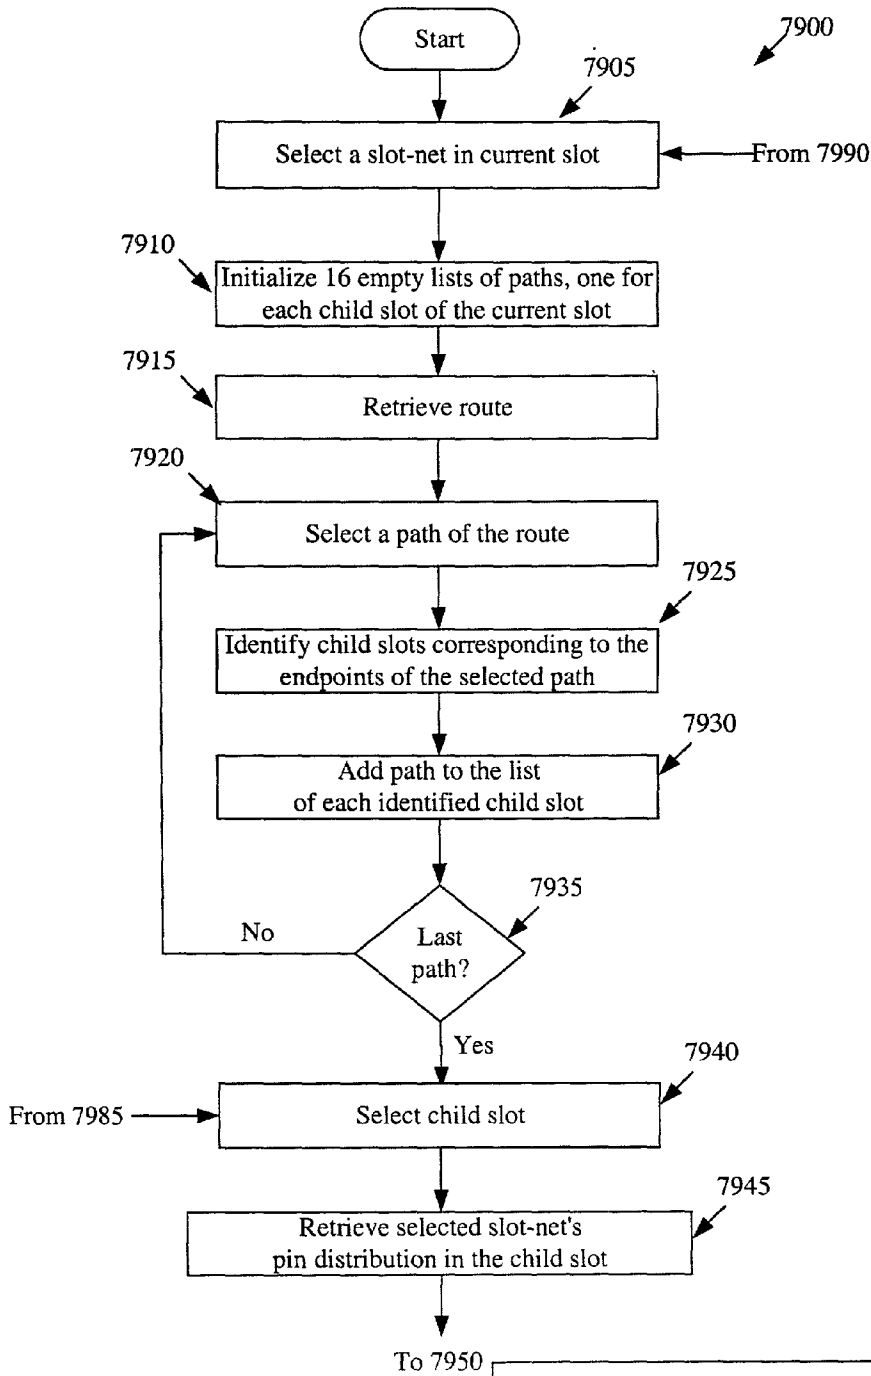 Start
7900
7905
Select a slot-net in current slot
From 7990
7910
Initialize 16 empty lists of paths, one for
each child slot of the current slot
7915
Retrieve route
7920
Select a path of the route
7925
Identify child slots corresponding to the
endpoints of the selected path
7930
Add path to the list
of each identified child slot
7935
Last
path?
No
Yes
7940
From 7985
Select child slot
7945
Retrieve selected slot-net's
pin distribution in the child slot
To 7950